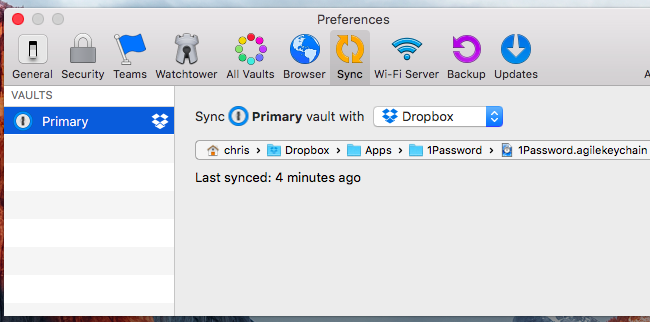 Preferences
General Security Teams Watchtower All Vaults Browser Sync Wi-Fi Server Backup Updates A
VAULTS
Sync Primary vault with Dropbox
Primary
chris › Dropbox › Apps › 1Password › 1Password.agilekeychain
Last synced: 4 minutes ago